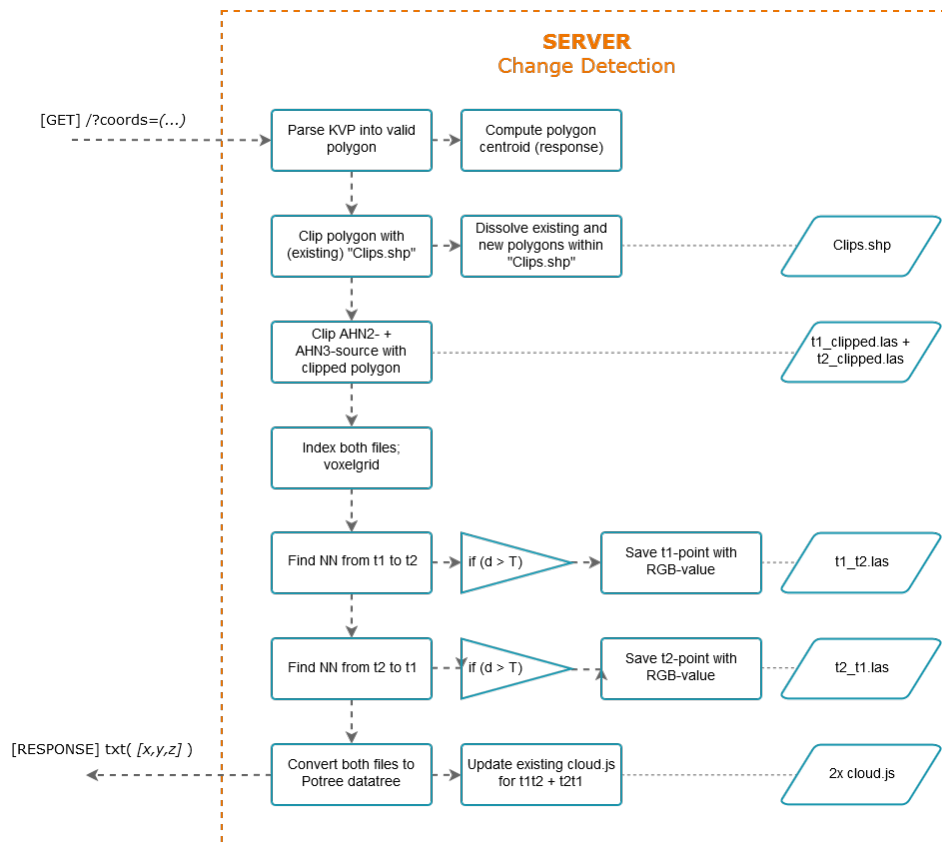 SERVER
Change Detection
[GET] /?coords=(...)
Parse KVP into valid
polygon
Compute polygon
centroid (response)
Clip polygon with
(existing) "Clips.shp"
Dissolve existing and
new polygons within
"Clips.shp"
Clips.shp
Clip AHN2- +
AHN3-source with
clipped polygon
t1_clipped.las +
t2_clipped.las
Index both files;
voxelgrid
Find NN from t1 to t2
if (d > T)
Save t1-point with
RGB-value
t1_t2.las
Find NN from t2 to t1
if (d > T)
Save t2-point with
RGB-value
t2_t1.las
[RESPONSE] txt( [x,y,z] )
Convert both files to
Potree datatree
Update existing cloud.js
for t1t2 + t2t1
2x cloud.js